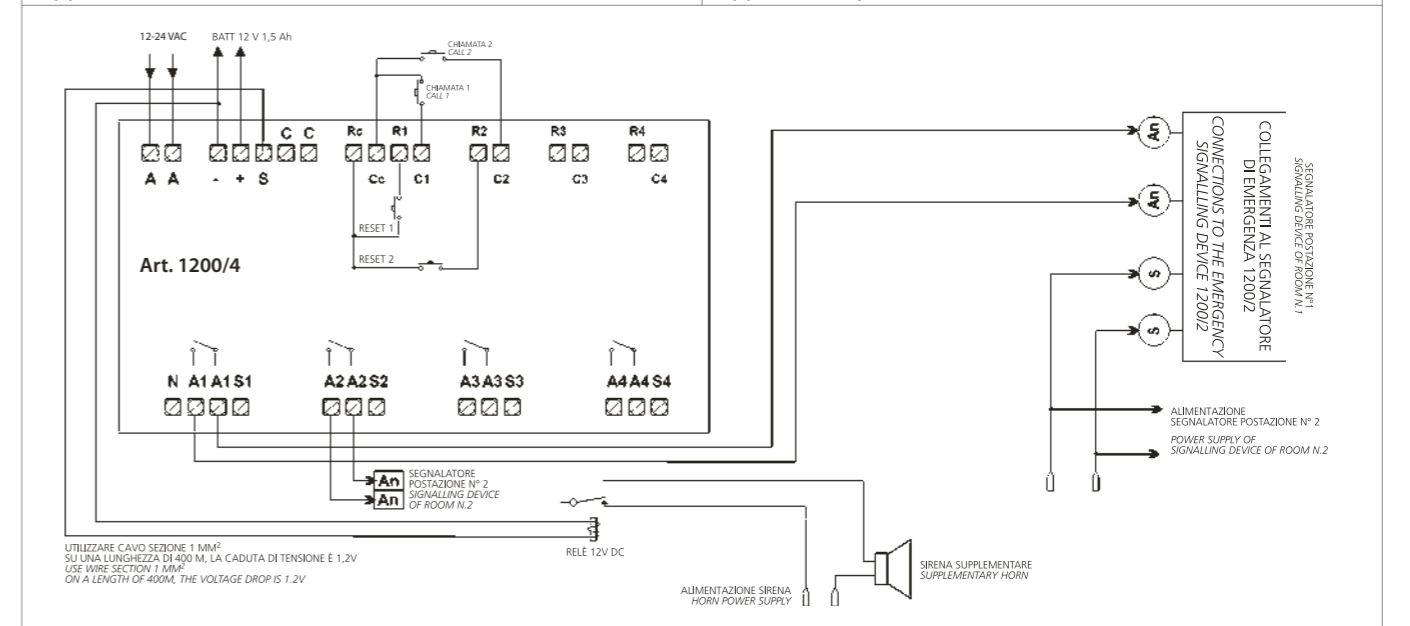 12-24 VAC
BATT 12 V 1,5 Ah
CHIAMATA 2
CALL 2
CHIAMATA 1
CALL 1
C C Rc R1 R2 R3 R4
A A - + S Cc C1 C2 C3 C4
RESET 1
RESET 2
Art. 1200/4
N A1 A1 S1 A2 A2 S2 A3 A3 S3 A4 A4 S4
An
An
S
S
COLLEGAMENTI AL SEGNALATORE
DI EMERGENZA 1200/2
CONNECTIONS TO THE EMERGENCY
SIGNALLLING DEVICE 1200/2
SEGNALATORE POSTAZIONE N°1
SIGNALLING DEVICE OF ROOM N.1
ALIMENTAZIONE
SEGNALATORE POSTAZIONE N° 2
POWER SUPPLY OF
SIGNALLING DEVICE OF ROOM N.2
An
An
SEGNALATORE
POSTAZIONE N° 2
SIGNALLING DEVICE
OF ROOM N.2
RELÈ 12V DC
UTILIZZARE CAVO SEZIONE 1 MM²
SU UNA LUNGHEZZA DI 400 M, LA CADUTA DI TENSIONE È 1,2V
USE WIRE SECTION 1 MM²
ON A LENGTH OF 400M, THE VOLTAGE DROP IS 1.2V
ALIMENTAZIONE SIRENA
HORN POWER SUPPLY
SIRENA SUPPLEMENTARE
SUPPLEMENTARY HORN